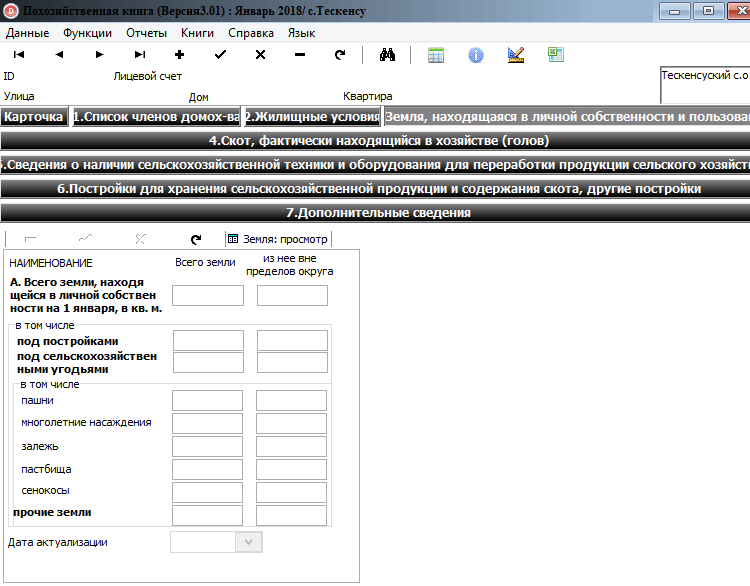 Похозяйственная книга (Версия3.01) : Январь 2018/ с.Тескенсу
Данные Функции Отчеты Книги Справка Язык
ID Лицевой счет
Тескенсуский с.о
Улица Дом Квартира
Карточка 1.Список членов домох-ва 2.Жилищные условия Земля, находящаяся в личной собственности и пользован
4.Скот, фактически находящийся в хозяйстве (голов)
5.Сведения о наличии сельскохозяйственной техники и оборудования для переработки продукции сельского хозяйст
6.Постройки для хранения сельскохозяйственной продукции и содержания скота, другие постройки
7.Дополнительные сведения
Земля: просмотр
НАИМЕНОВАНИЕ Всего земли из нее вне
пределов округа
А. Всего земли, находя
щейся в личной собствен
ности на 1 января, в кв. м.
в том числе
под постройками
под сельскохозяйствен
ными угодьями
в том числе
пашни
многолетние насаждения
залежь
пастбища
сенокосы
прочие земли
Дата актуализации